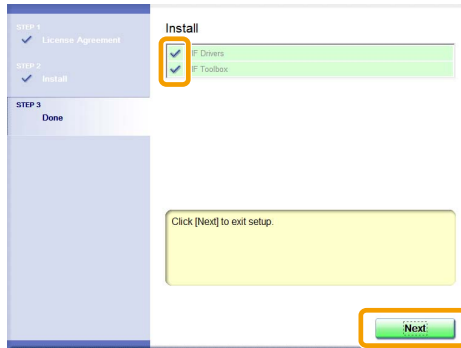 STEP 1
License Agreement
STEP 2
Install
STEP 3
Done
Install
IF Drivers
IF Toolbox
Click [Next] to exit setup.
Next